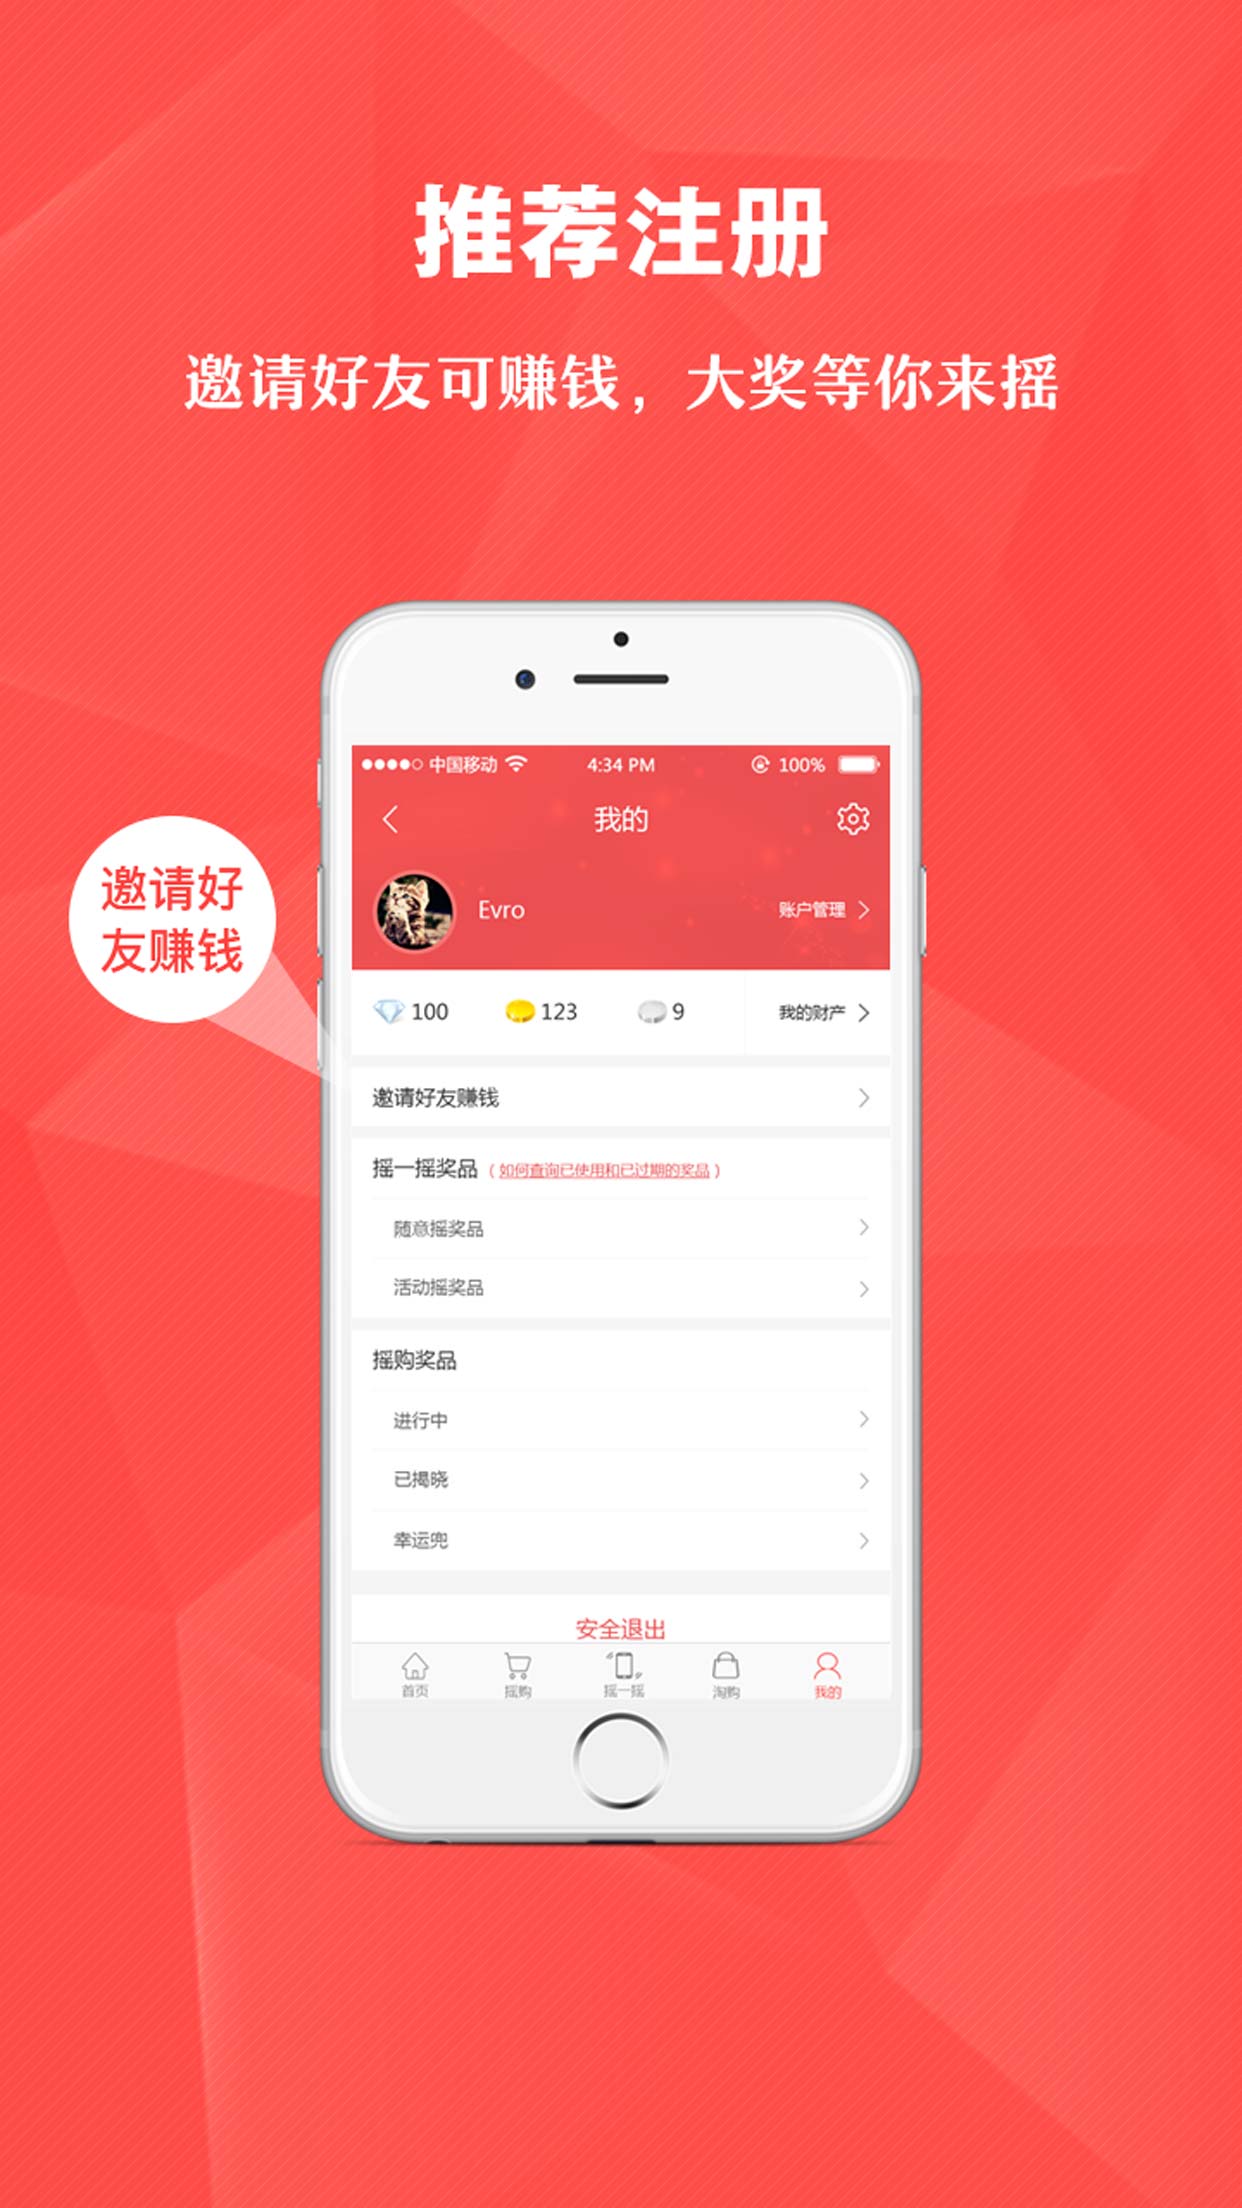 推荐注册
邀请好友可赚钱，大奖等你来摇
中国移动 4:34 PM 100%
我的
邀请好
友赚钱
Evro 账户管理
100 123 9 我的财产
邀请好友赚钱
摇一摇奖品（如何查询已使用和已过期的奖品）
随意摇奖品
活动摇奖品
摇购奖品
进行中
已揭晓
幸运兜
安全退出
首页 摇购 摇一摇 淘购 我的